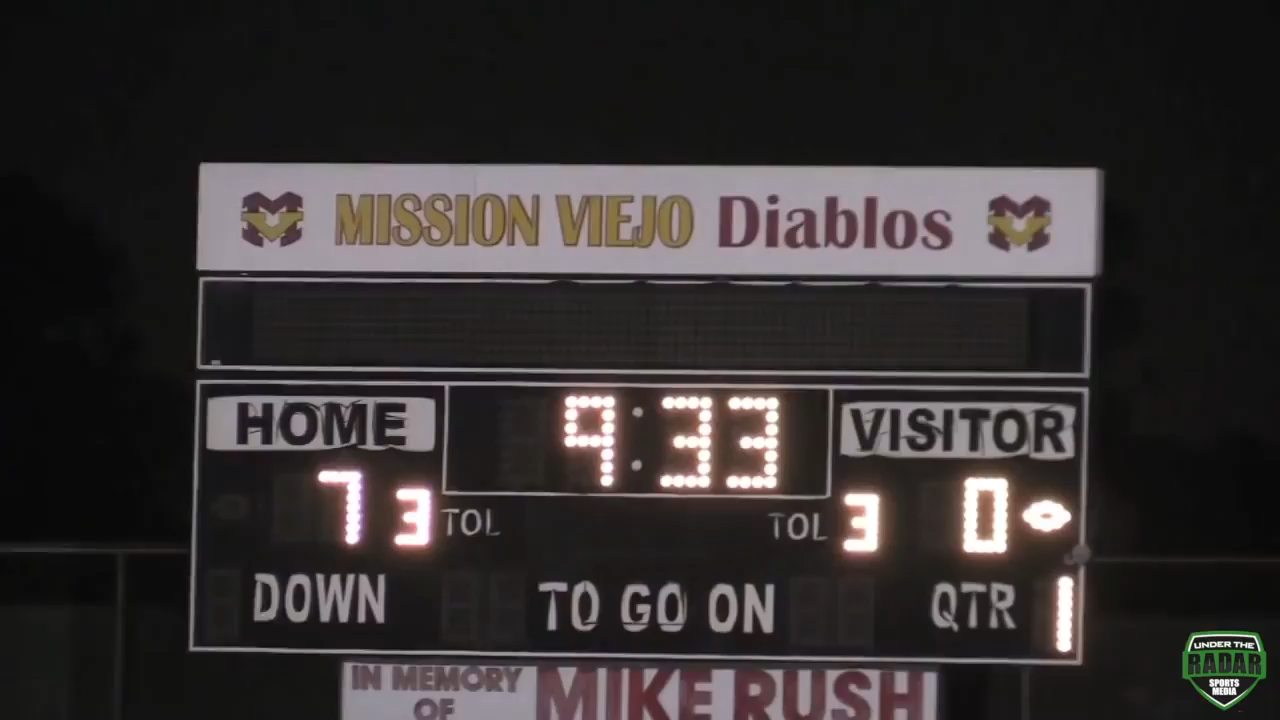 MISSION VIEJO Diablos
HOME 9:33 VISITOR
7 3 TOL TOL 3 0
DOWN TO GO ON QTR 1
IN MEMORY
OF MIKE RUSH
UNDER THE
RADAR
SPORTS
MEDIA